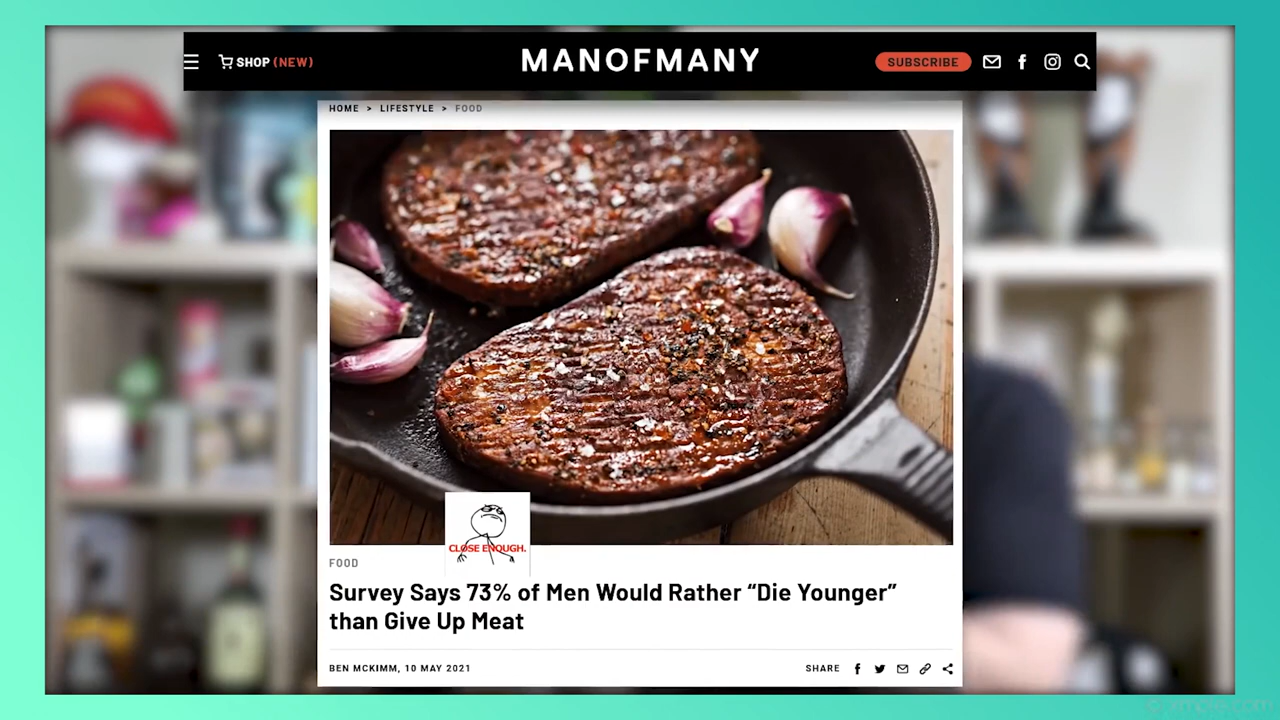 SHOP (NEW)
MANOFMANY
SUBSCRIBE
HOME > LIFESTYLE > FOOD
CLOSE ENOUGH.
FOOD
Survey Says 73% of Men Would Rather “Die Younger”
than Give Up Meat
BEN MCKIMM, 10 MAY 2021
SHARE